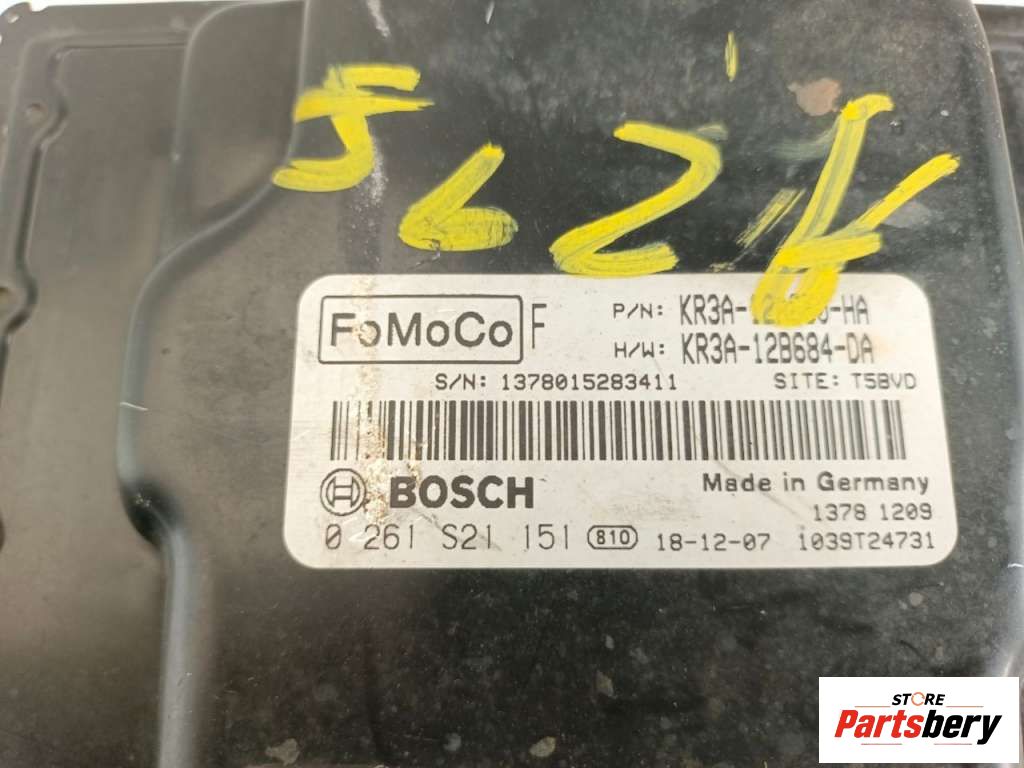 FoMoCo F P/N: KR3A- -HA
H/W: KR3A-12B684-DA
S/N: 1378015283411 SITE: T5BVD
BOSCH Made in Germany
1378 1209
0 261 S21 151 810 18-12-07 1039T24731
STORE
Partsbery